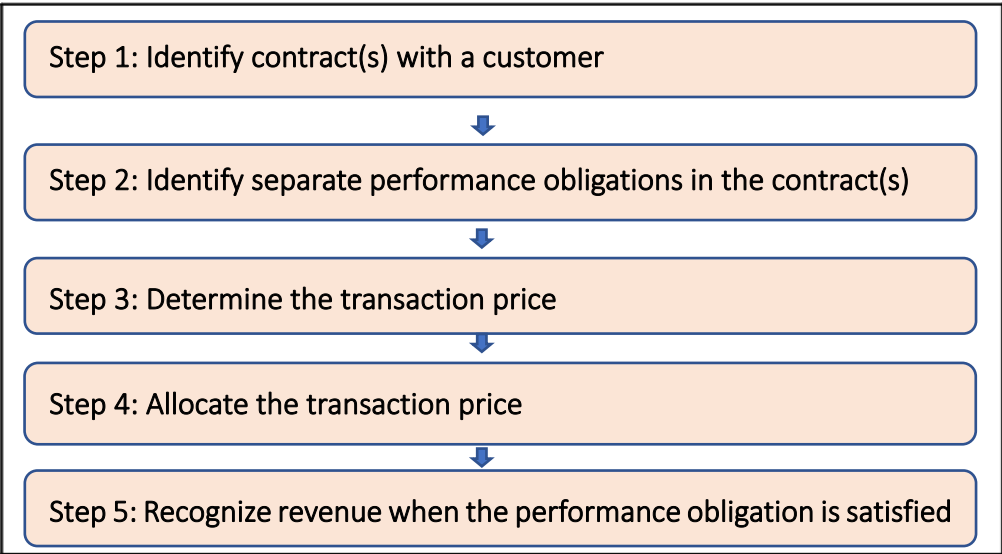 Step 1: Identify contract(s) with a customer
Step 2: Identify separate performance obligations in the contract(s)
Step 3: Determine the transaction price
Step 4: Allocate the transaction price
Step 5: Recognize revenue when the performance obligation is satisfied